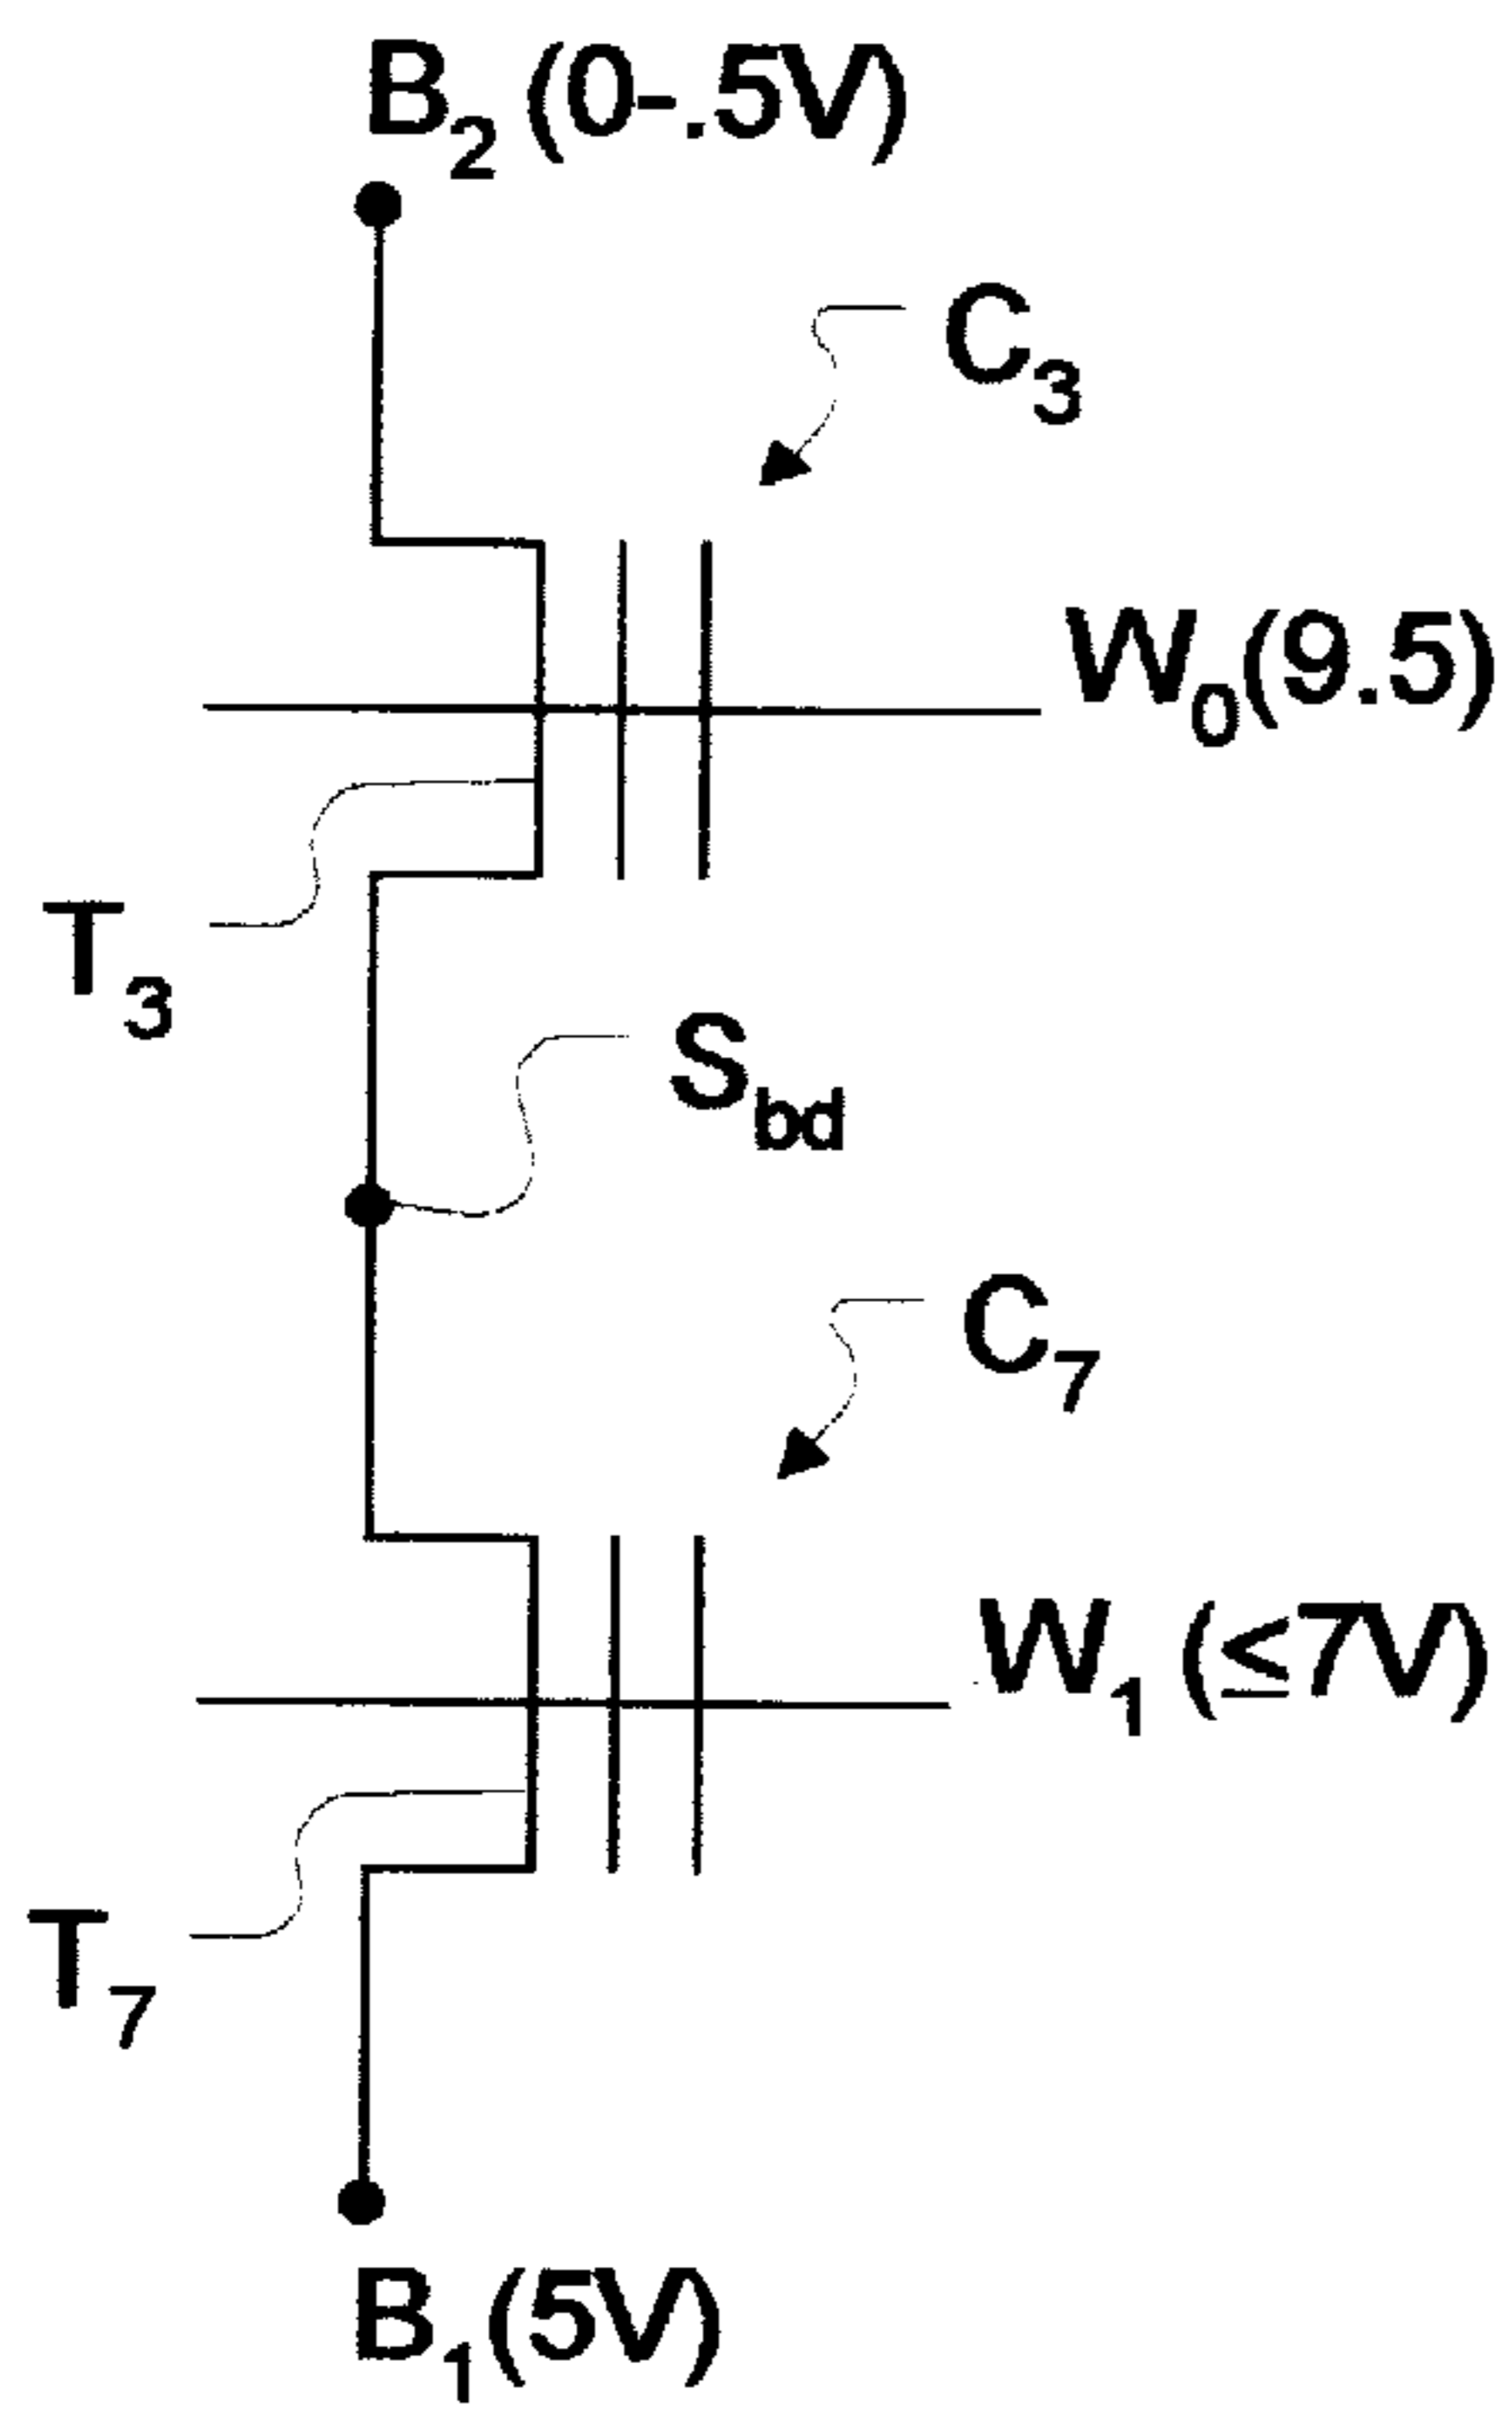 B2 (0-.5V)
C3
W0(9.5)
T3
Sbd
C7
W1 (≤7V)
T7
B1(5V)